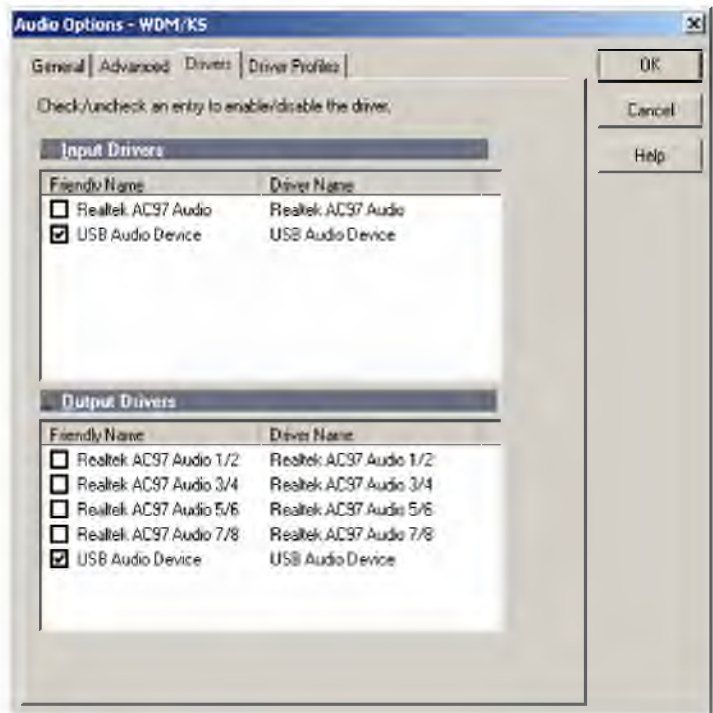 Audio Options - WDM/KS
General Advanced Drivers Driver Profiles
OK
Check/uncheck an entry to enable/disable the driver.
Cancel
Help
Input Drivers
Friendly Name Driver Name
Realtek AC97 Audio Realtek AC97 Audio
USB Audio Device USB Audio Device
Output Drivers
Friendly Name Driver Name
Realtek AC97 Audio 1/2 Realtek AC97 Audio 1/2
Realtek AC97 Audio 3/4 Realtek AC97 Audio 3/4
Realtek AC97 Audio 5/6 Realtek AC97 Audio 5/6
Realtek AC97 Audio 7/8 Realtek AC97 Audio 7/8
USB Audio Device USB Audio Device